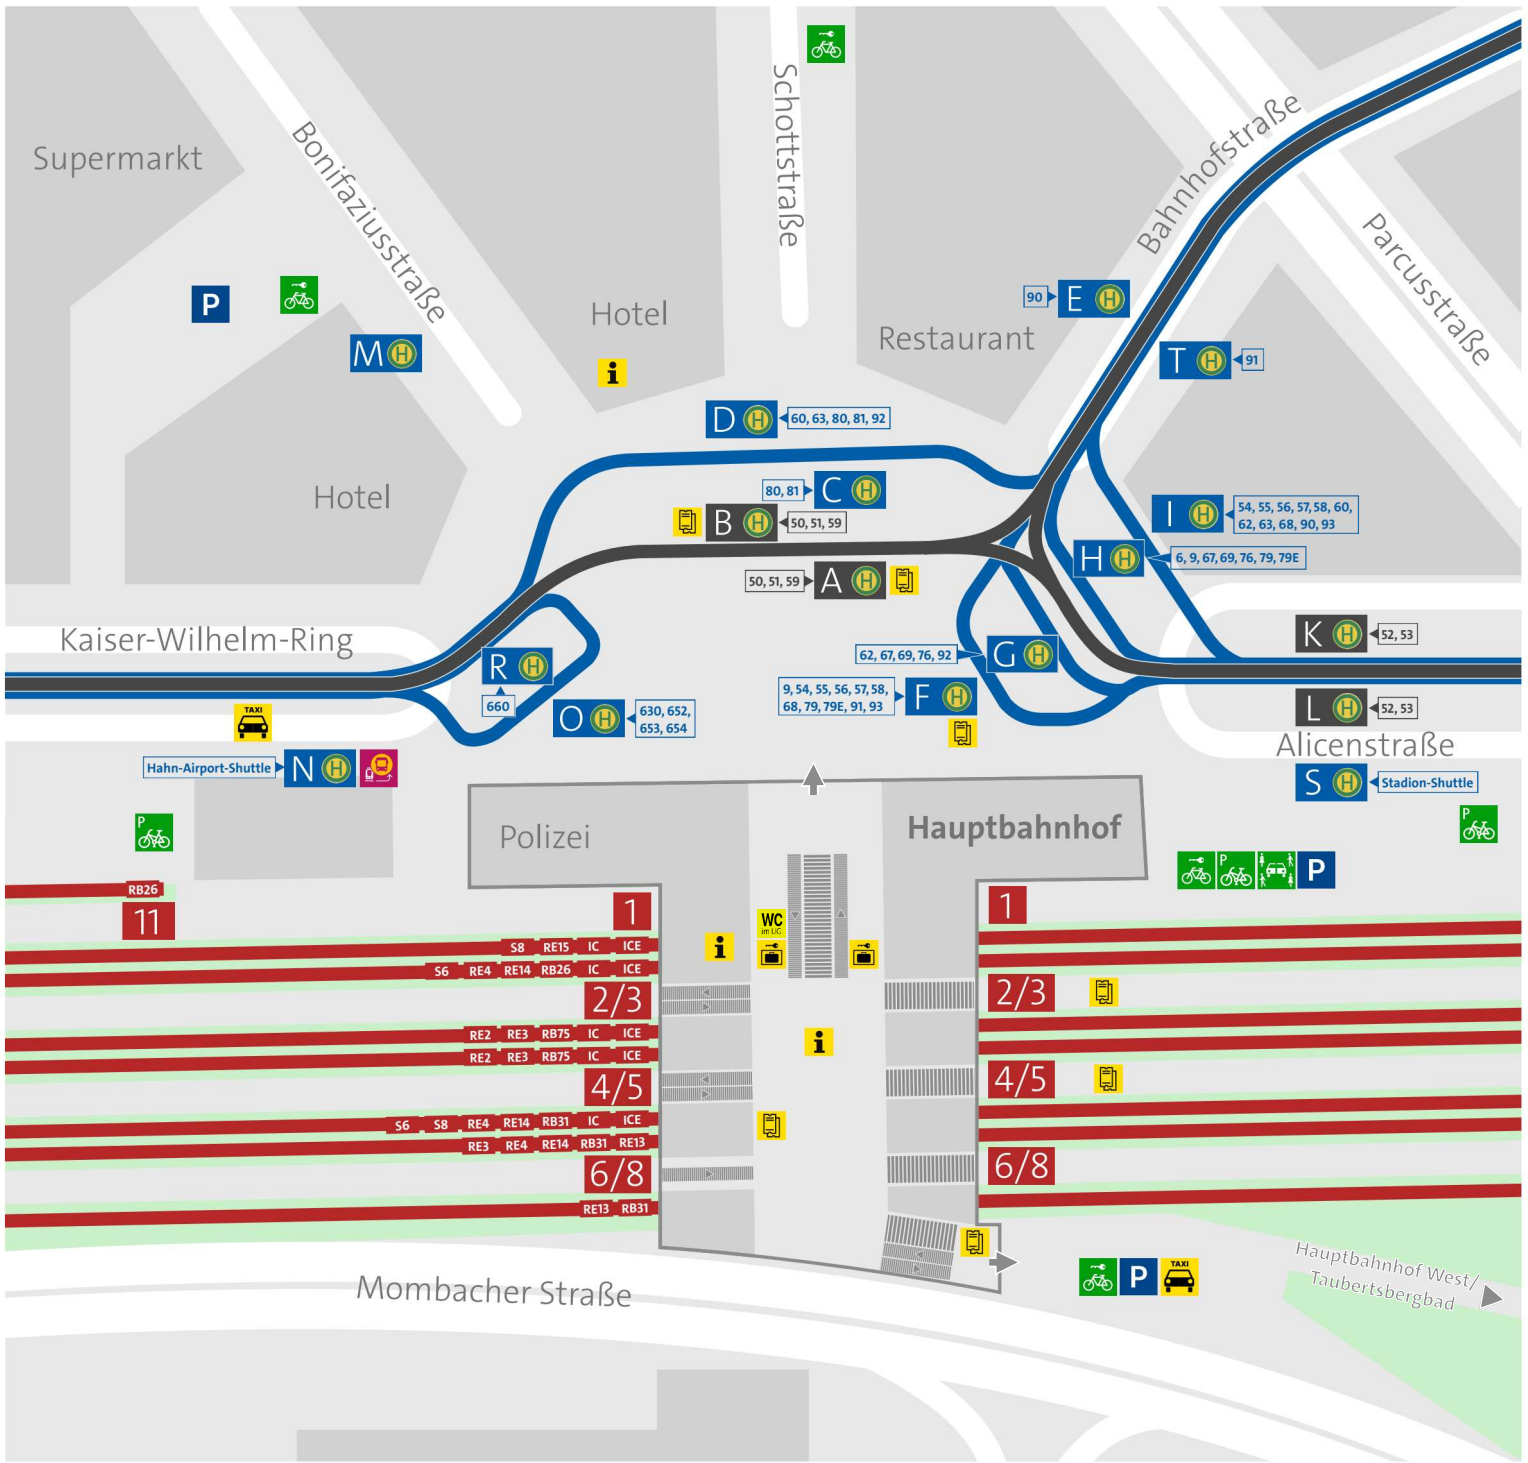 Supermarkt
Bonifaziusstraße
Schottstraße
Bahnhofstraße
Parcusstraße
P
Hotel
Restaurant
90
E H
M H
i
T H
91
D H
60, 63, 80, 81, 92
Hotel
80, 81
C H
B H
50, 51, 59
I H
54, 55, 56, 57, 58, 60,
62, 63, 68, 90, 93
H H
6, 9, 67, 69, 76, 79, 79E
50, 51, 59
A H
Kaiser-Wilhelm-Ring
K H
52, 53
R H
660
62, 67, 69, 76, 92
G H
9, 54, 55, 56, 57, 58,
68, 79, 79E, 91, 93
F H
O H
630, 652,
653, 654
L H
52, 53
TAXI
Alicenstraße
Hahn-Airport-Shuttle
N H
S H
Stadion-Shuttle
P
Polizei
Hauptbahnhof
P
P
P
RB26
11
1
1
WC
im UG
i
S8 RE15 IC ICE
S6 RE4 RE14 RB26 IC ICE
2/3
2/3
RE2 RE3 RB75 IC ICE
RE2 RE3 RB75 IC ICE
i
4/5
4/5
S6 S8 RE4 RE14 RB31 IC ICE
RE3 RE4 RE14 RB31 RE13
6/8
6/8
RE13 RB31
Mombacher Straße
P
TAXI
Hauptbahnhof West/
Taubertsbergbad